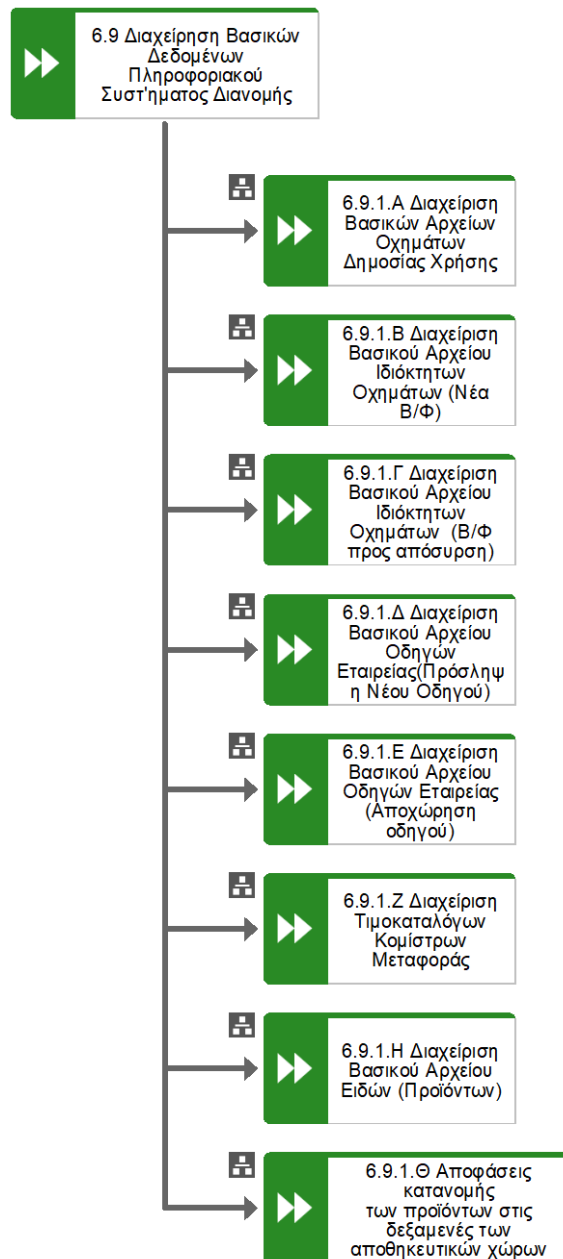 6.9 Διαχείρηση Βασικών
Δεδομένων
Πληροφοριακού
Συστ'ηματος Διανομής
6.9.1.Α Διαχείριση
Βασικών Αρχείων
Οχημάτων
Δημοσίας Χρήσης
6.9.1.Β Διαχείριση
Βασικού Αρχείου
Ιδιόκτητων
Οχημάτων (Νέα
Β/Φ)
6.9.1.Γ Διαχείριση
Βασικού Αρχείου
Ιδιόκτητων
Οχημάτων (Β/Φ
προς απόσυρση)
6.9.1.Δ Διαχείριση
Βασικού Αρχείου
Οδηγών
Εταιρείας(Πρόσληψ
η Νέου Οδηγού)
6.9.1.Ε Διαχείριση
Βασικού Αρχείου
Οδηγών Εταιρείας
(Αποχώρηση
οδηγού)
6.9.1.Ζ Διαχείριση
Τιμοκαταλόγων
Κομίστρων
Μεταφοράς
6.9.1.Η Διαχείριση
Βασικού Αρχείου
Ειδών (Προϊόντων)
6.9.1.Θ Αποφάσεις
κατανομής
των προϊόντων στις
δεξαμενές των
αποθηκευτικών χώρων